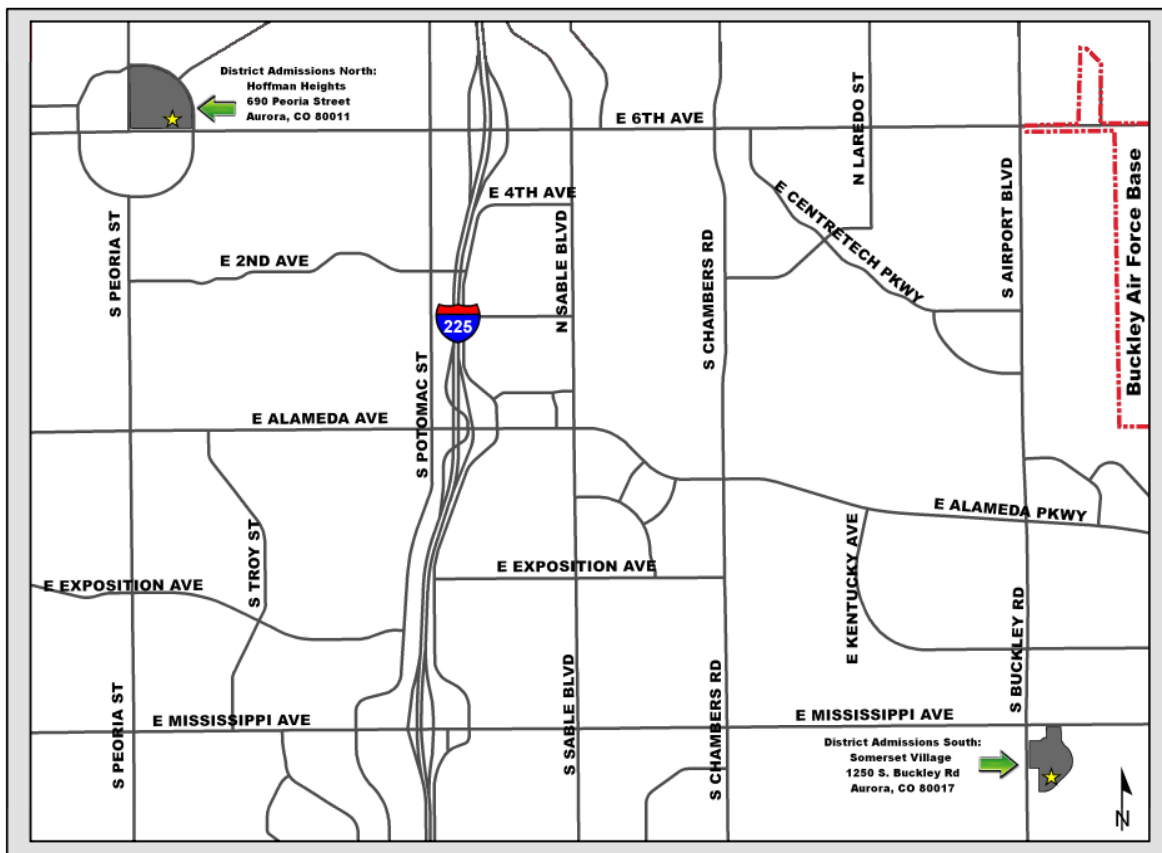 District Admissions North:
Hoffman Heights
690 Peoria Street
Aurora, CO 80011
E 6TH AVE
N LAREDO ST
Buckley Air Force Base
S PEORIA ST
E 4TH AVE
E CENTRETECH PKWY
S AIRPORT BLVD
E 2ND AVE
N SABLE BLVD
S CHAMBERS RD
225
S POTOMAC ST
E ALAMEDA AVE
E ALAMEDA PKWY
S TROY ST
E EXPOSITION AVE
E EXPOSITION AVE
E KENTUCKY AVE
S BUCKLEY RD
S PEORIA ST
S SABLE BLVD
S CHAMBERS RD
E MISSISSIPPI AVE
E MISSISSIPPI AVE
District Admissions South:
Somerset Village
1250 S. Buckley Rd
Aurora, CO 80017
N